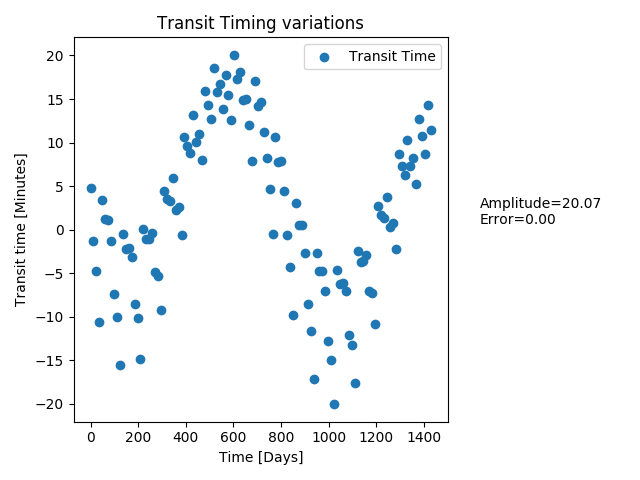 Transit Timing variations
Transit Time
20
15
10
5
0
−5
−10
−15
−20
Transit time [Minutes]
Amplitude=20.07
Error=0.00
0 200 400 600 800 1000 1200 1400
Time [Days]